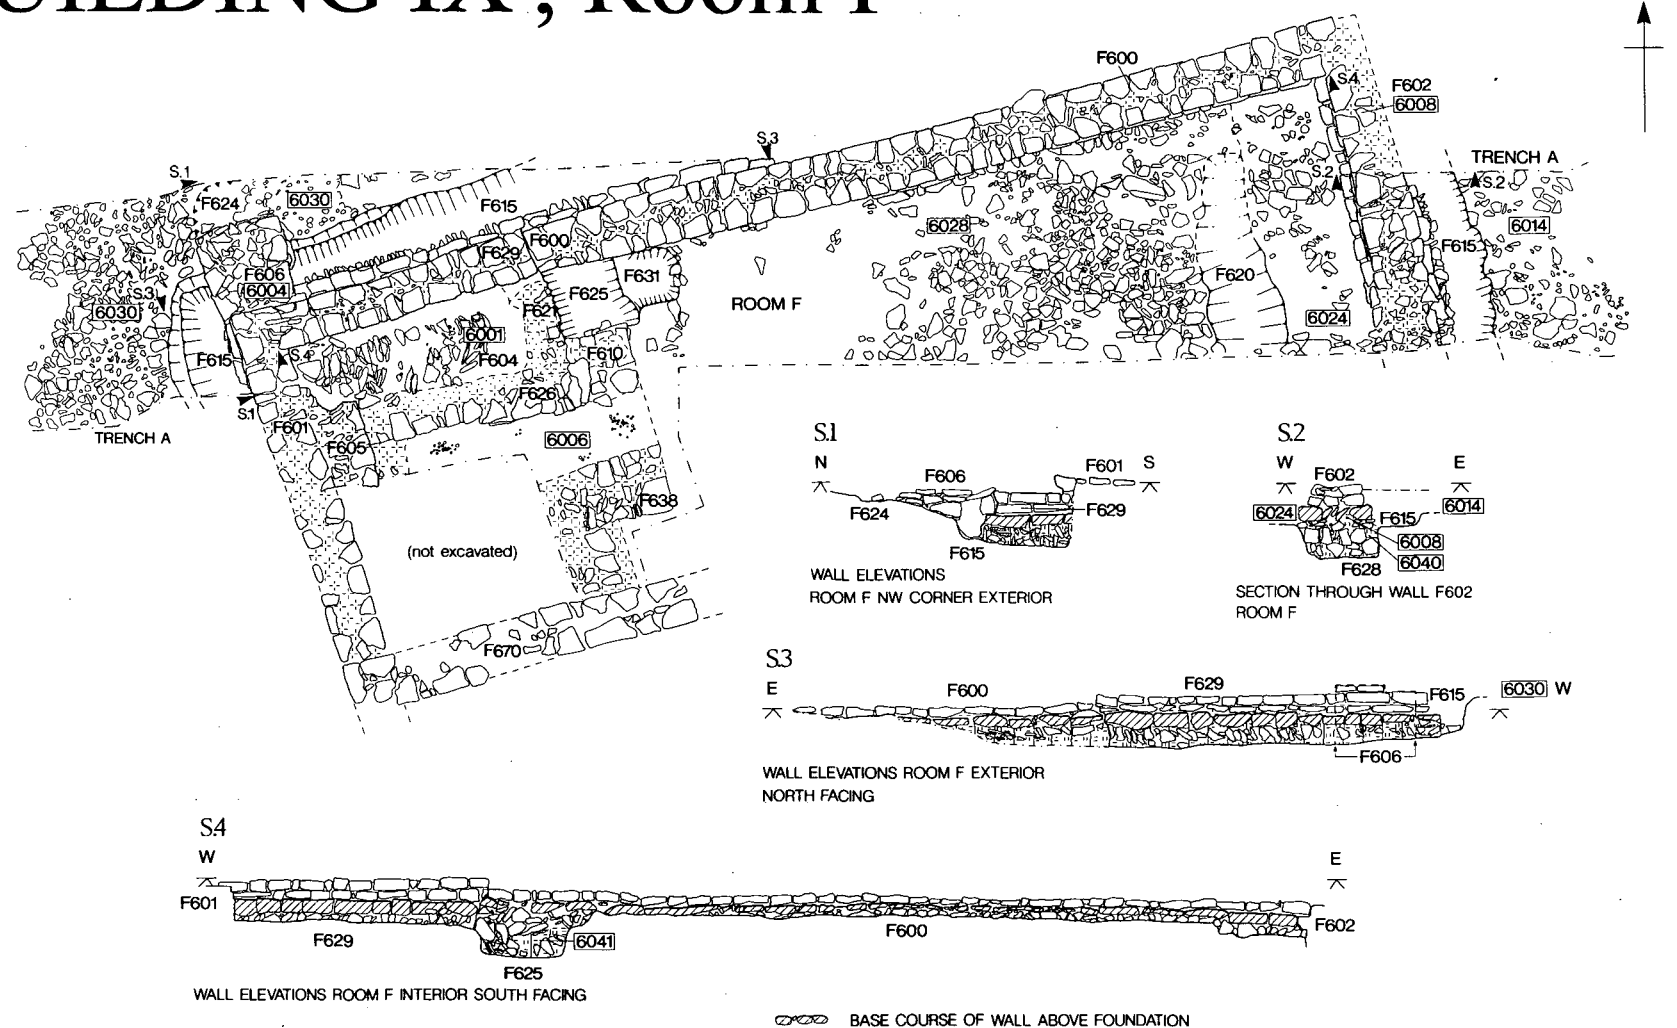 BUILDING IX, Room F
F600
S.4
F602
6008
S.3
TRENCH A
S.1
F624
6030
F615
S.2
S.2
6014
F600
F629
6028
F615
F606
6004
F631
F625
F620
S.3
6030
F621
ROOM F
6024
6001
F615
S.4
F604
F610
S.1
F626
F601
TRENCH A
F605
6006
F638
(not excavated)
F670
S.1
N
F606
F601
S
F624
F629
F615
WALL ELEVATIONS
ROOM F NW CORNER EXTERIOR
S.2
W
F602
E
6024
F615
6014
6008
6040
F628
SECTION THROUGH WALL F602
ROOM F
S.3
E
F600
F629
F615
6030
W
F606
WALL ELEVATIONS ROOM F EXTERIOR
NORTH FACING
S.4
W
E
F601
F629
F625
6041
F600
F602
WALL ELEVATIONS ROOM F INTERIOR SOUTH FACING
BASE COURSE OF WALL ABOVE FOUNDATION